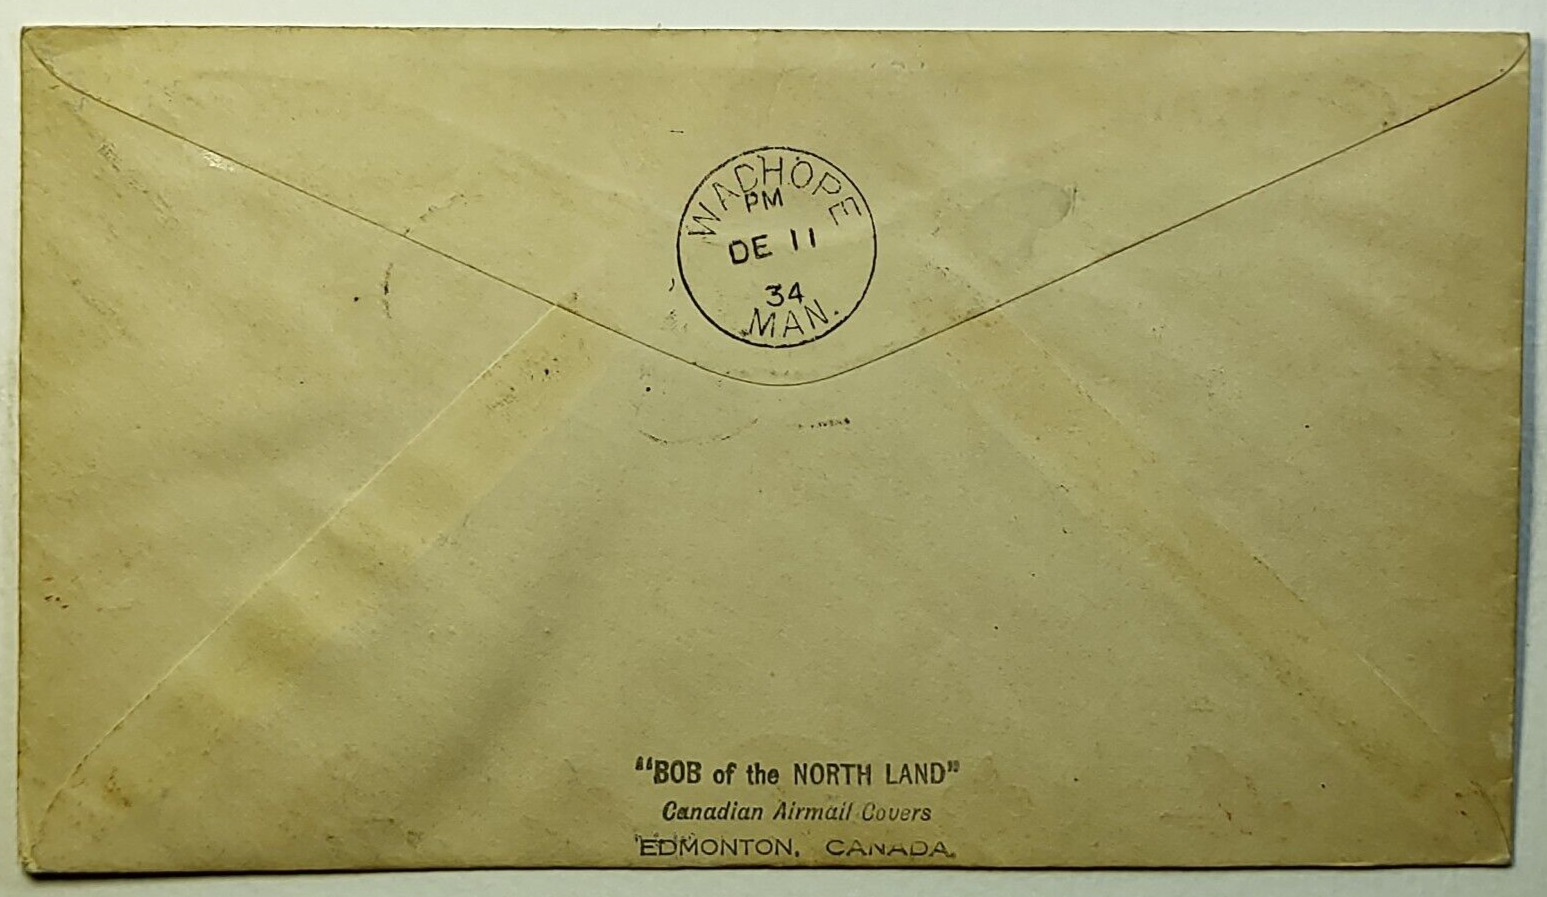 WADHOPE
PM
DE 11
34
MAN.
"BOB of the NORTH LAND"
Canadian Airmail Covers
EDMONTON, CANADA.